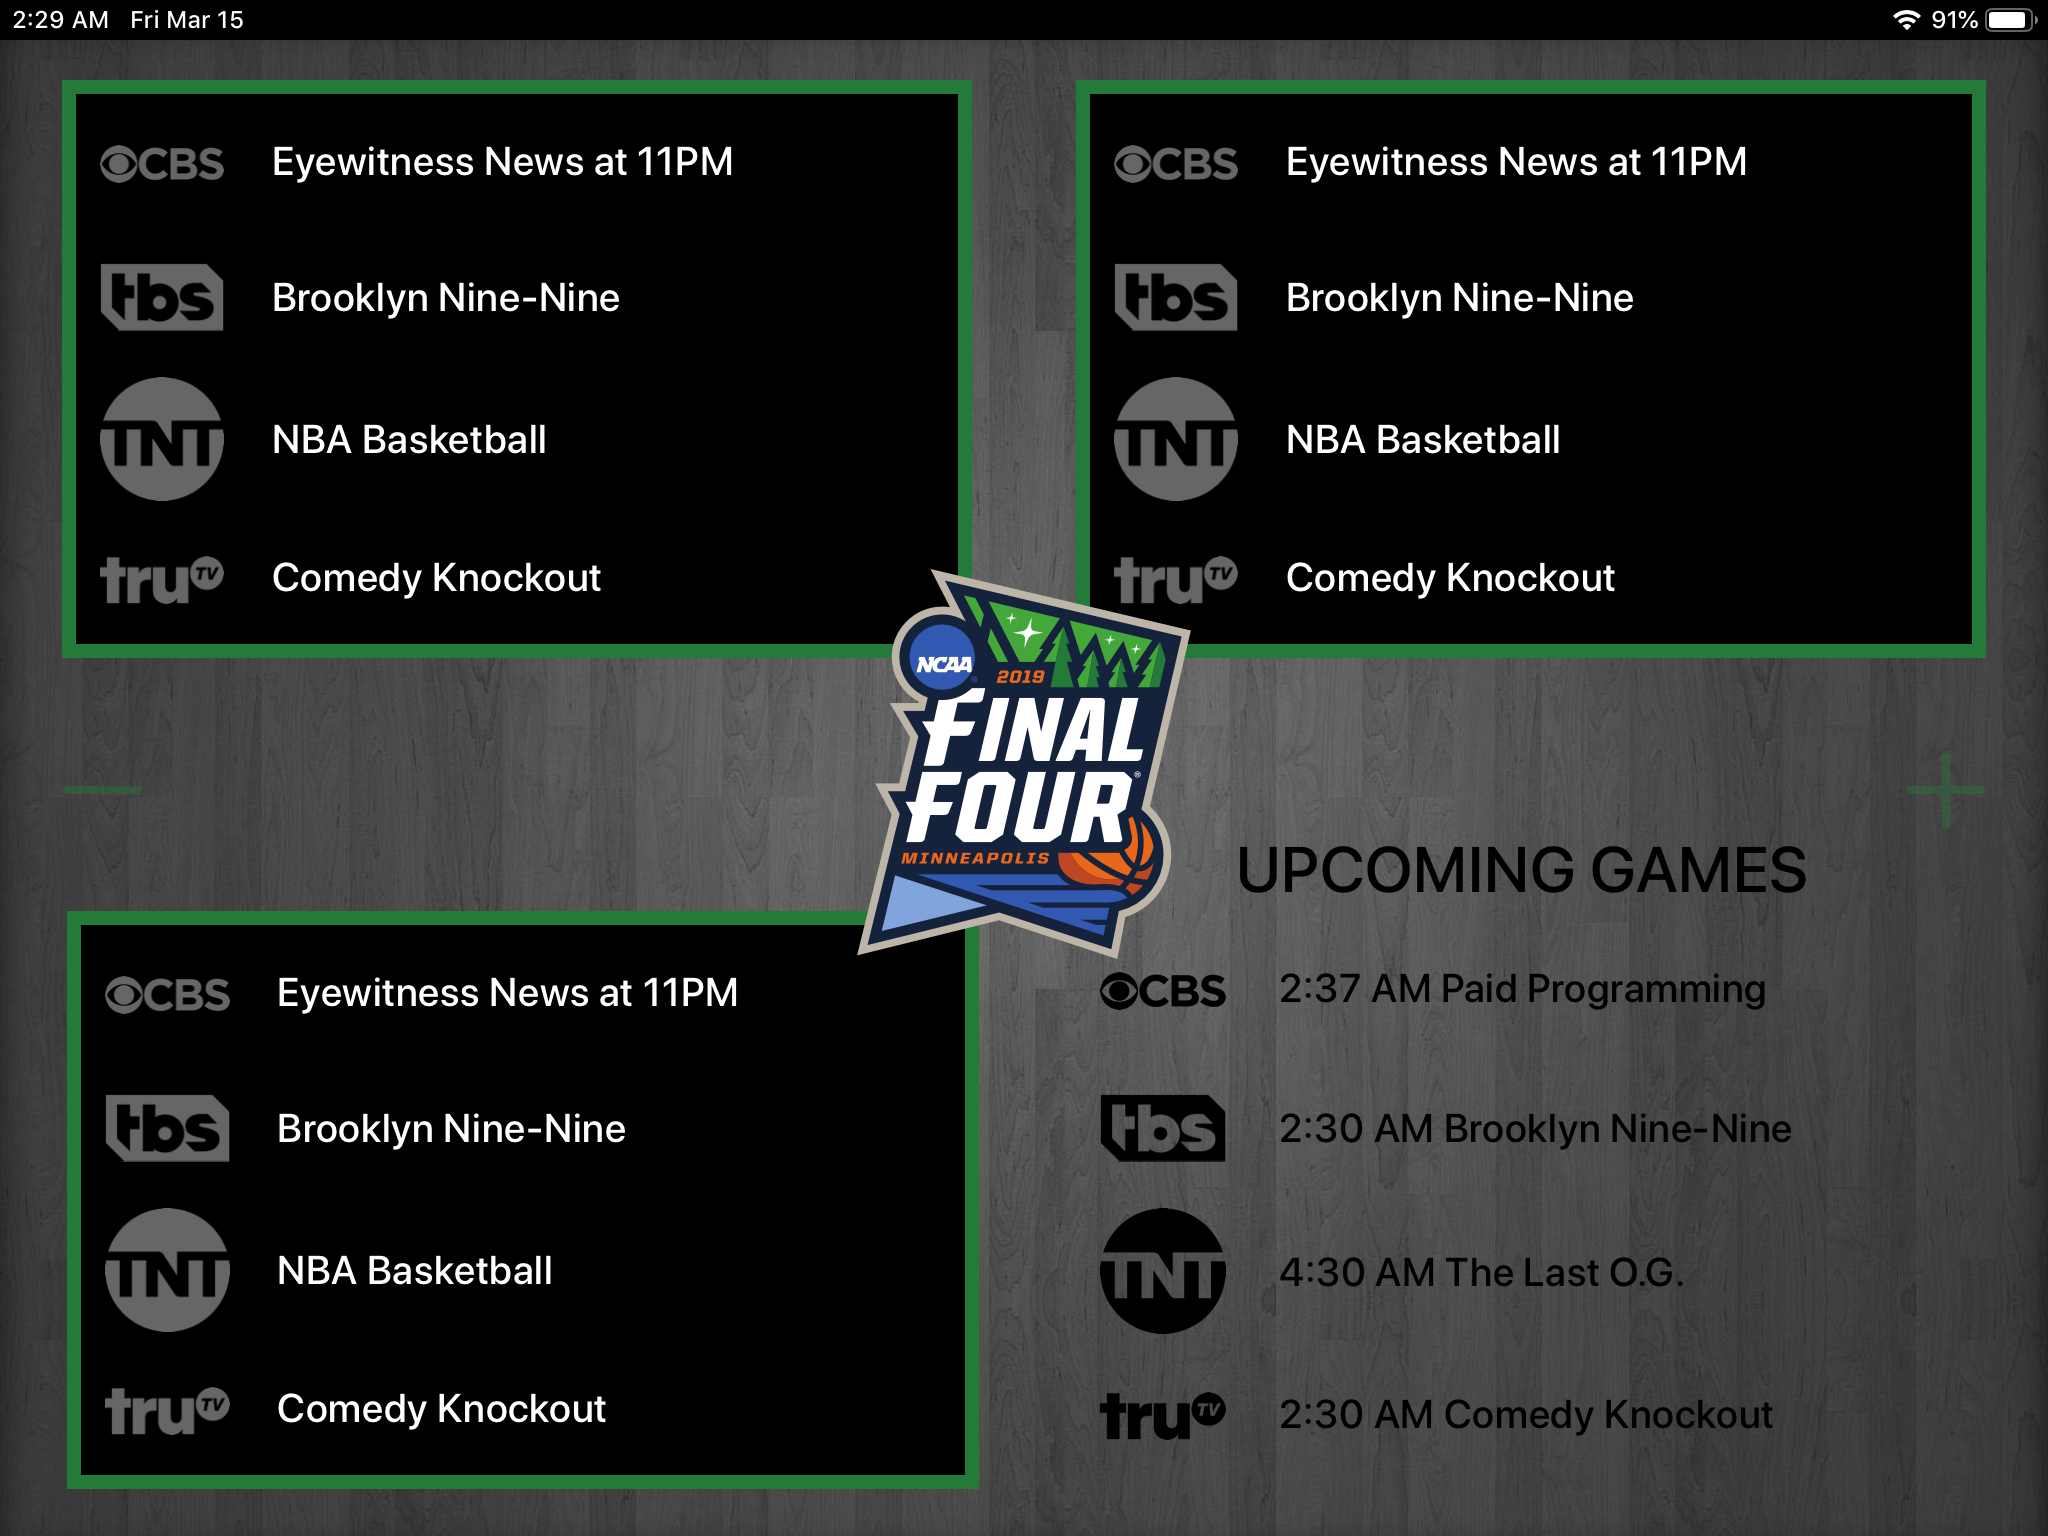 2:29 AM Fri Mar 15
91%
CBS Eyewitness News at 11PM
tbs Brooklyn Nine-Nine
TNT NBA Basketball
truTV Comedy Knockout
CBS Eyewitness News at 11PM
tbs Brooklyn Nine-Nine
TNT NBA Basketball
truTV Comedy Knockout
NCAA®
2019
FINAL
FOUR®
MINNEAPOLIS
CBS Eyewitness News at 11PM
tbs Brooklyn Nine-Nine
TNT NBA Basketball
truTV Comedy Knockout
UPCOMING GAMES
CBS 2:37 AM Paid Programming
tbs 2:30 AM Brooklyn Nine-Nine
TNT 4:30 AM The Last O.G.
truTV 2:30 AM Comedy Knockout